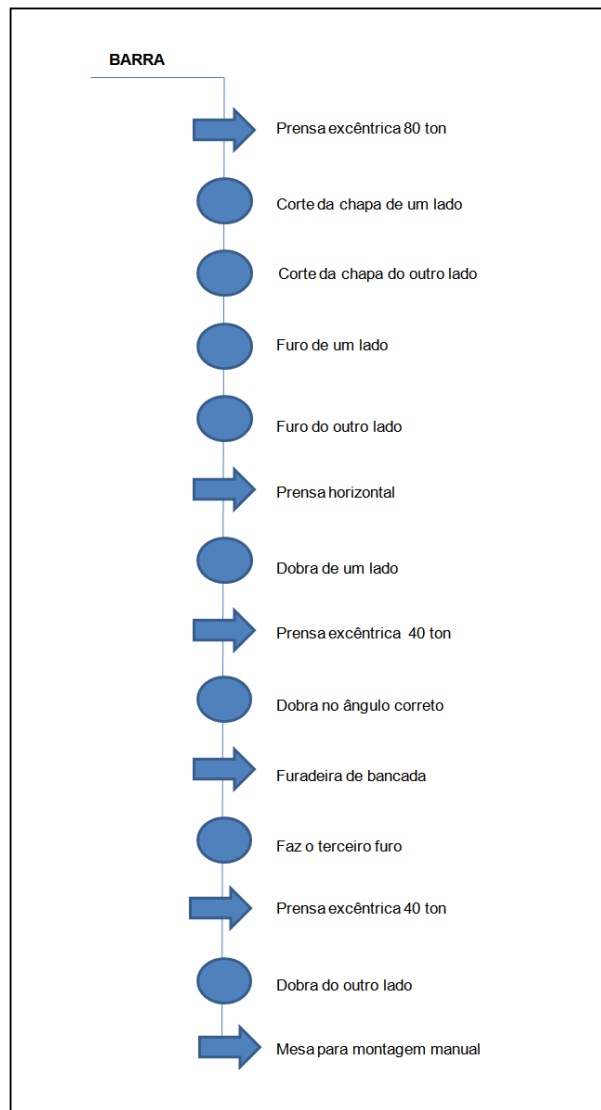 BARRA
Prensa excêntrica 80 ton
Corte da chapa de um lado
Corte da chapa do outro lado
Furo de um lado
Furo do outro lado
Prensa horizontal
Dobra de um lado
Prensa excêntrica 40 ton
Dobra no ângulo correto
Furadeira de bancada
Faz o terceiro furo
Prensa excêntrica 40 ton
Dobra do outro lado
Mesa para montagem manual